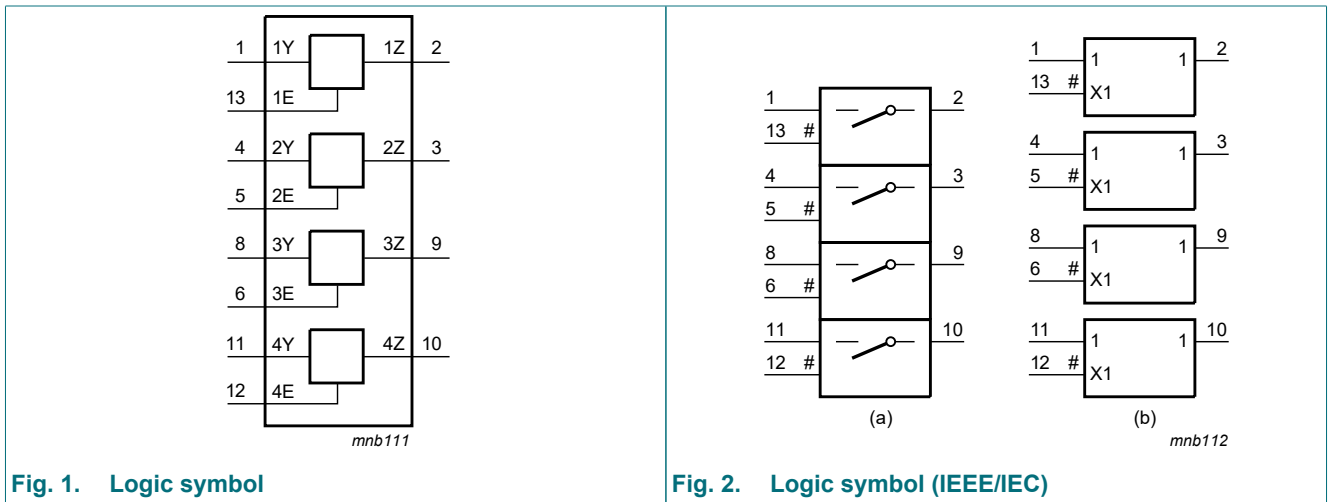 1 1Y 1Z 2
13 1E
4 2Y 2Z 3
5 2E
8 3Y 3Z 9
6 3E
11 4Y 4Z 10
12 4E
mnb111
Fig. 1. Logic symbol
1 2
13 #
4 3
5 #
8 9
6 #
11 10
12 #
(a)
1 1 1 2
13 # X1
4 1 1 3
5 # X1
8 1 1 9
6 # X1
11 1 1 10
12 # X1
(b)
mnb112
Fig. 2. Logic symbol (IEEE/IEC)